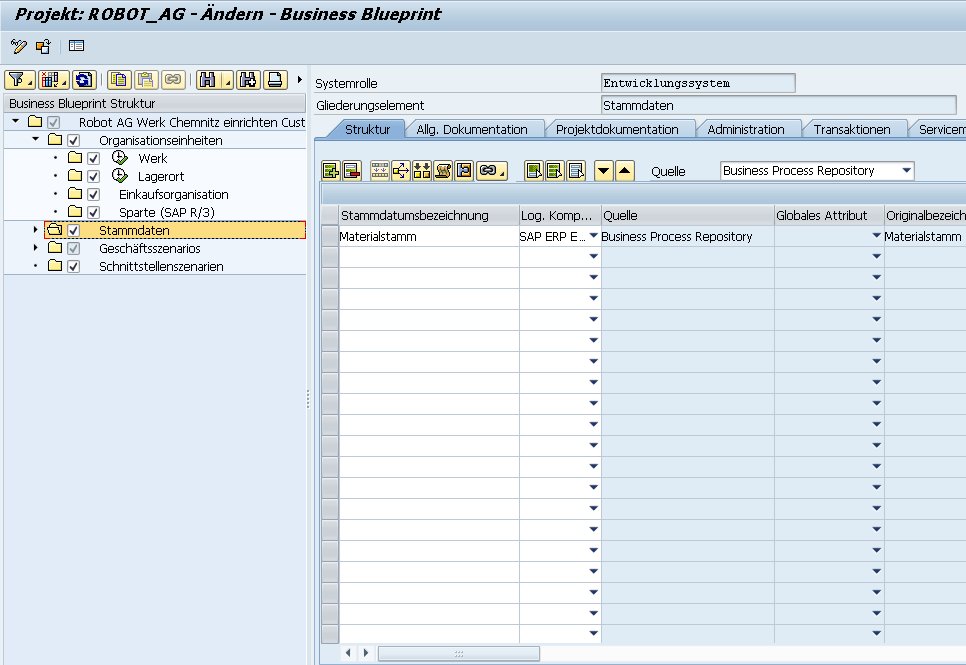 Projekt: ROBOT_AG - Ändern - Business Blueprint
Business Blueprint Struktur
Robot AG Werk Chemnitz einrichten Cust
Organisationseinheiten
Werk
Lagerort
Einkaufsorganisation
Sparte (SAP R/3)
Stammdaten
Geschäftsszenarios
Schnittstellenszenarien
Systemrolle Entwicklungssystem
Gliederungselement Stammdaten
Struktur Allg. Dokumentation Projektdokumentation Administration Transaktionen Servicem
Quelle Business Process Repository
Stammdatumsbezeichnung Log. Komp... Quelle Globales Attribut Originalbezeich
Materialstamm SAP ERP E... Business Process Repository Materialstamm